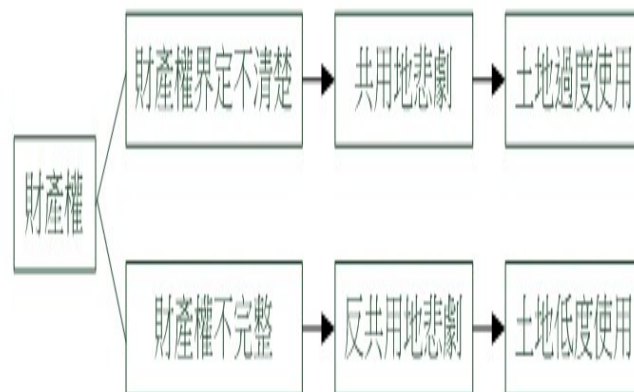 財產權
財產權界定不清楚
共用地悲劇
土地過度使用
財產權不完整
反共用地悲劇
土地低度使用